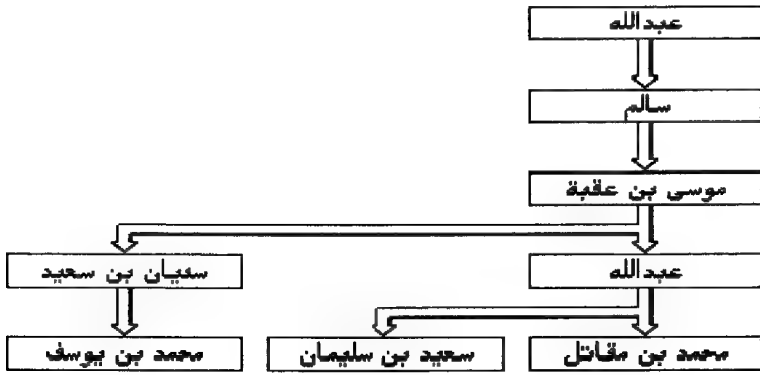 عبدالله
سالم
موسى بن عقبة
عبدالله
سفيان بن سعيد
محمد بن مقاتل
سعيد بن سليمان
محمد بن يوسف